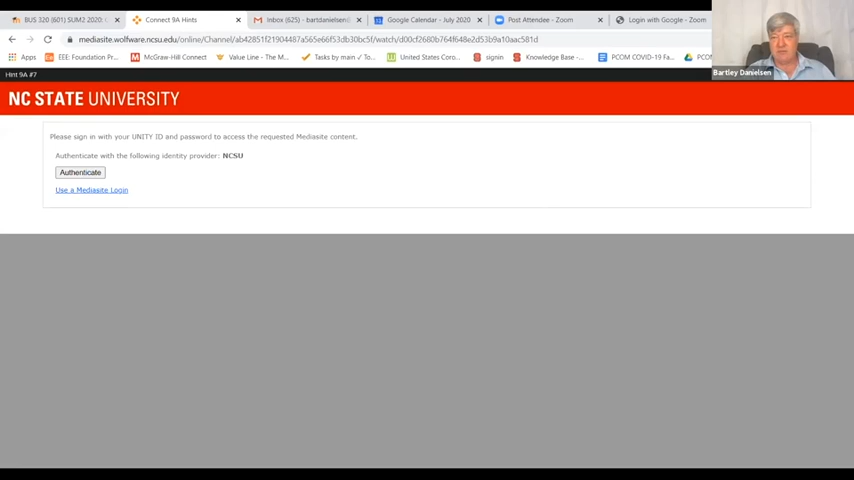 BUS 320 (601) SUM2 2020: C
Connect 9A Hints
Inbox (625) - bartdanielsen@
Google Calendar - July 2020
Post Attendee - Zoom
Login with Google - Zoom
mediasite.wolfware.ncsu.edu/online/Channel/ab42851f21904487a565e66f53db30bc5f/watch/d00cf2680b764f648e2d53b9a10aac581d
Apps
EEE: Foundation Pr...
McGraw-Hill Connect
Value Line - The M...
Tasks by main ✓ To...
United States Coro...
signin
Knowledge Base -...
PCOM COVID-19 Fa...
PCOM
Bartley Danielsen
Hint 9A #7
NC STATE UNIVERSITY
Please sign in with your UNITY ID and password to access the requested Mediasite content.
Authenticate with the following identity provider: NCSU
Authenticate
Use a Mediasite Login